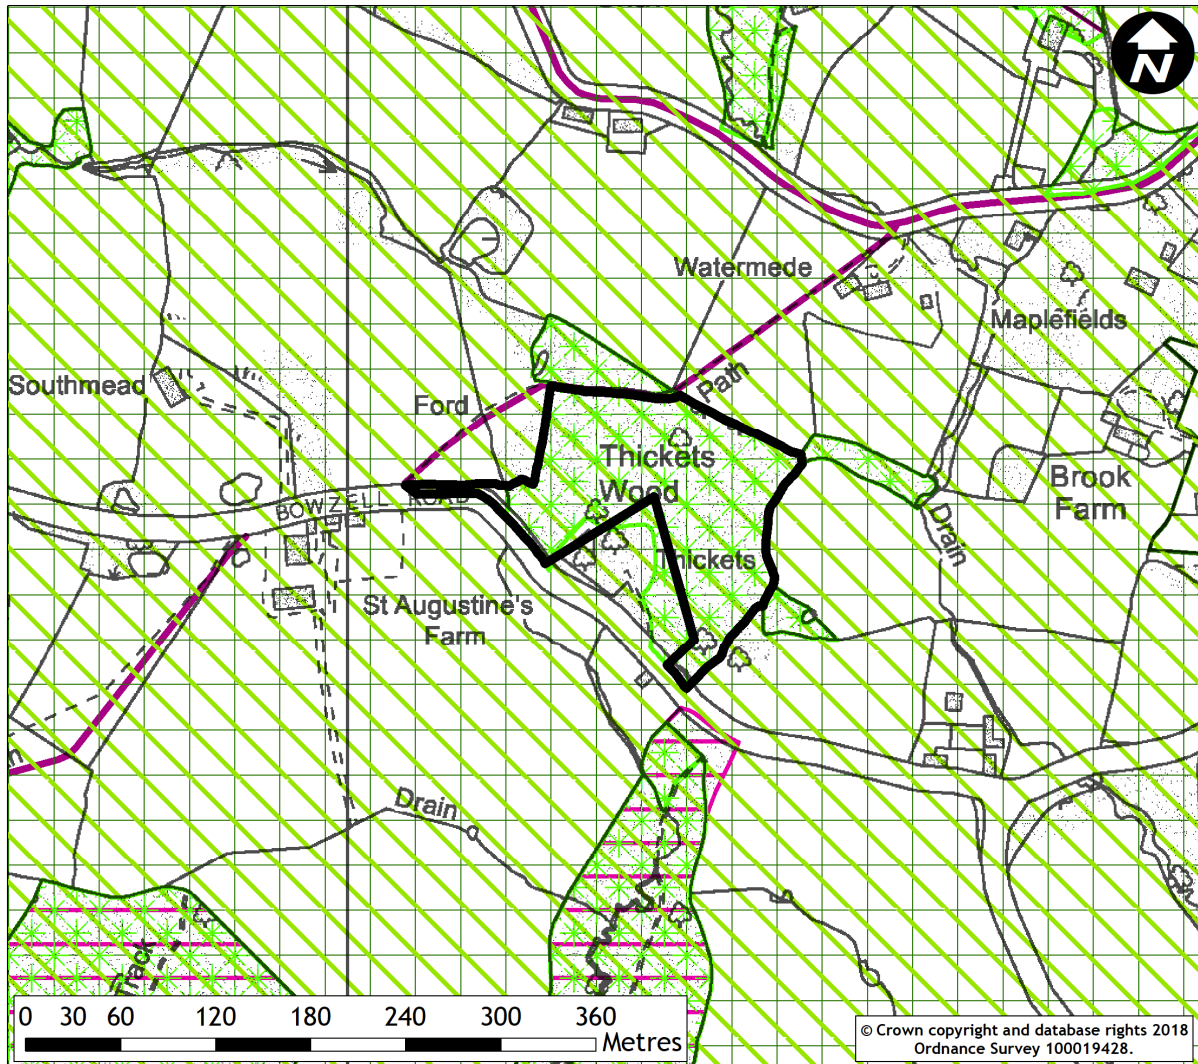 N
Watermede
Maplefields
Southmead
Ford
Path
Thickets
Wood
Brook
Farm
BOWZELL ROAD
Drain
Thickets
St Augustine's
Farm
Drain
Track
0 30 60 120 180 240 300 360
Metres
© Crown copyright and database rights 2018
Ordnance Survey 100019428.